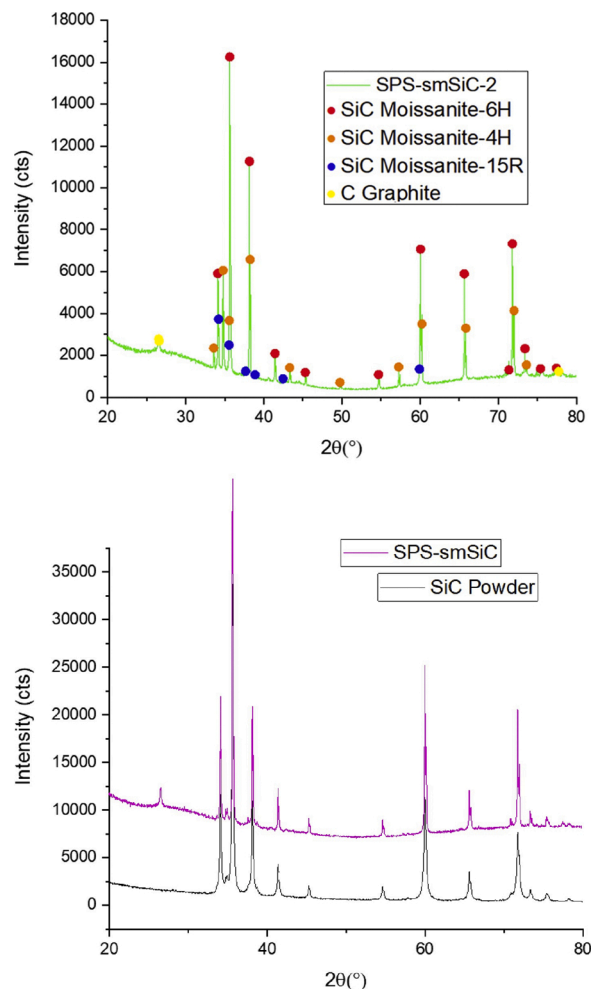 18000
16000
14000
12000
10000
8000
6000
4000
2000
0
Intensity (cts)
SPS-smSiC-2
SiC Moissanite-6H
SiC Moissanite-4H
SiC Moissanite-15R
C Graphite
20 30 40 50 60 70 80
2θ(°)
35000
30000
25000
20000
15000
10000
5000
0
Intensity (cts)
SPS-smSiC
SiC Powder
20 40 60 80
2θ(°)